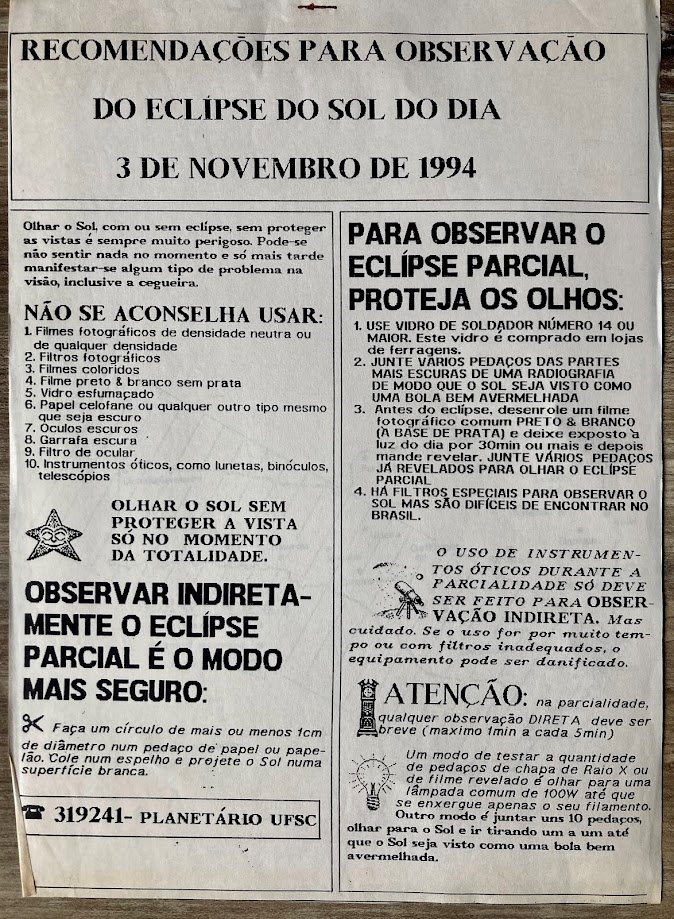 RECOMENDAÇÕES PARA OBSERVAÇÃO
DO ECLÍPSE DO SOL DO DIA
3 DE NOVEMBRO DE 1994
Olhar o Sol, com ou sem eclípse, sem proteger
as vistas é sempre muito perigoso. Pode-se
não sentir nada no momento e só mais tarde
manifestar-se algum tipo de problema na
visão, inclusive a cegueira.
NÃO SE ACONSELHA USAR:
1. Filmes fotográficos de densidade neutra ou
de qualquer densidade
2. Filtros fotográficos
3. Filmes coloridos
4. Filme preto & branco sem prata
5. Vidro esfumaçado
6. Papel celofane ou qualquer outro tipo mesmo
que seja escuro
7. Oculos escuros
8. Garrafa escura
9. Filtro de ocular
10. Instrumentos óticos, como lunetas, binóculos,
telescópios
OLHAR O SOL SEM
PROTEGER A VISTA
SÓ NO MOMENTO
DA TOTALIDADE.
OBSERVAR INDIRETA-
MENTE O ECLÍPSE
PARCIAL É O MODO
MAIS SEGURO:
Faça um círculo de mais ou menos 1cm
de diâmetro num pedaço de papel ou pape-
lão. Cole num espelho e projete o Sol numa
superfície branca.
319241- PLANETÁRIO UFSC
PARA OBSERVAR O
ECLÍPSE PARCIAL,
PROTEJA OS OLHOS:
1. USE VIDRO DE SOLDADOR NÚMERO 14 OU
MAIOR. Este vidro é comprado em lojas
de ferragens.
2. JUNTE VÁRIOS PEDAÇOS DAS PARTES
MAIS ESCURAS DE UMA RADIOGRAFIA
DE MODO QUE O SOL SEJA VISTO COMO
UMA BOLA BEM AVERMELHADA
3. Antes do eclípse, desenrole um filme
fotográfico comum PRETO & BRANCO
(A BASE DE PRATA) e deixe exposto à
luz do dia por 30min ou mais e depois
mande revelar. JUNTE VÁRIOS PEDAÇOS
JÁ REVELADOS PARA OLHAR O ECLÍPSE
PARCIAL
4. HÁ FILTROS ESPECIAIS PARA OBSERVAR O
SOL MAS SÃO DIFÍCEIS DE ENCONTRAR NO
BRASIL.
O USO DE INSTRUMEN-
TOS ÓTICOS DURANTE A
PARCIALIDADE SÓ DEVE
SER FEITO PARA OBSER-
VAÇÃO INDIRETA. Mas
cuidado. Se o uso for por muito tem-
po ou com filtros inadequados, o
equipamento pode ser danificado.
ATENÇÃO: na parcialidade,
qualquer observação DIRETA deve ser
breve (maximo 1min a cada 5min)
Um modo de testar a quantidade
de pedaços de chapa de Raio X ou
de filme revelado é olhar para uma
lâmpada comum de 100W até que
se enxergue apenas o seu filamento.
Outro modo é juntar uns 10 pedaços,
olhar para o Sol e ir tirando um a um até
que o Sol seja visto como uma bola bem
avermelhada.